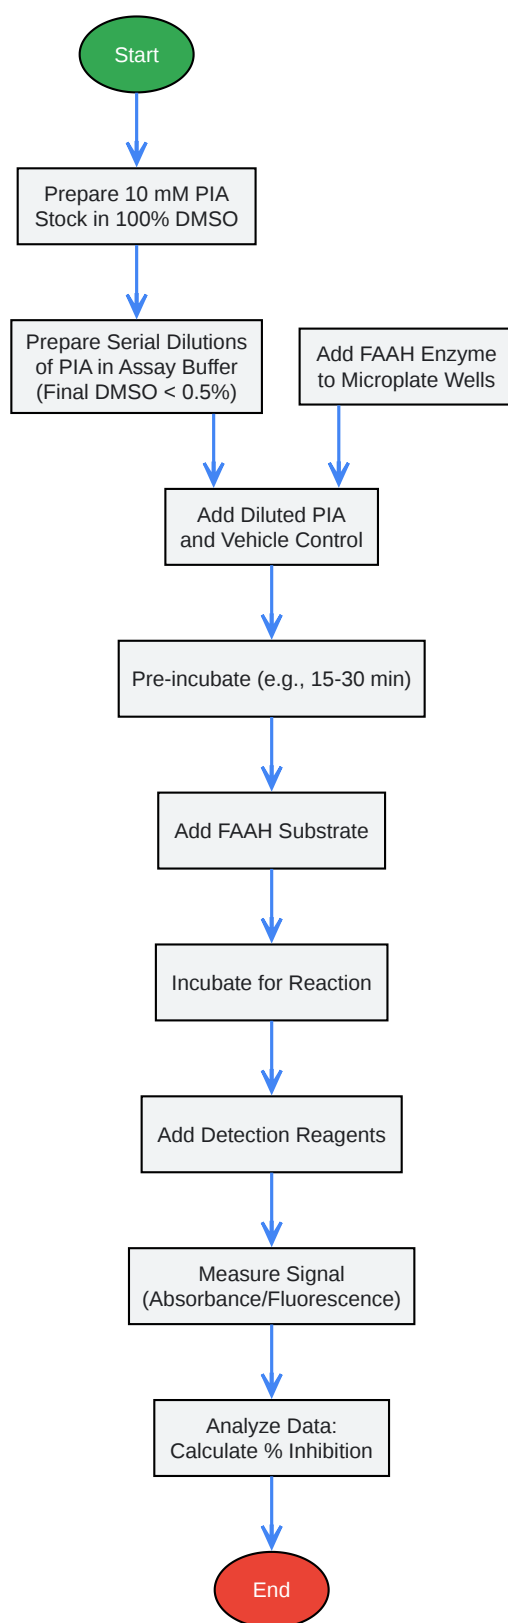 Start
Prepare 10 mM PIA
Stock in 100% DMSO
Prepare Serial Dilutions
of PIA in Assay Buffer
(Final DMSO < 0.5%)
Add FAAH Enzyme
to Microplate Wells
Add Diluted PIA
and Vehicle Control
Pre-incubate (e.g., 15-30 min)
Add FAAH Substrate
Incubate for Reaction
Add Detection Reagents
Measure Signal
(Absorbance/Fluorescence)
Analyze Data:
Calculate % Inhibition
End